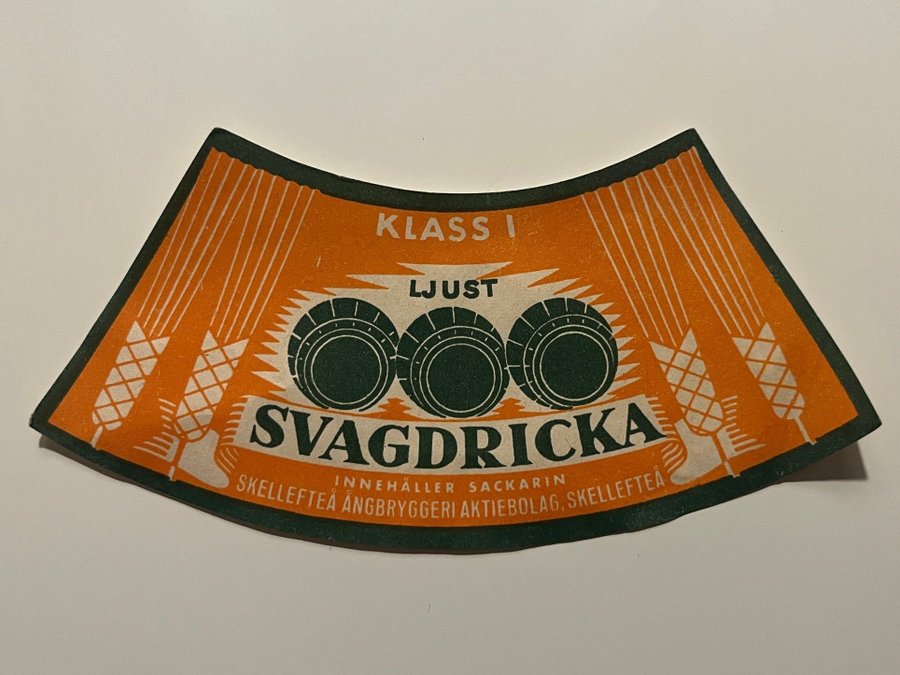 KLASS I
LJUST
SVAGDRICKA
INNEHÅLLER SACKARIN
SKELLEFTEÅ ÅNGBRYGGERI AKTIEBOLAG, SKELLEFTEÅ